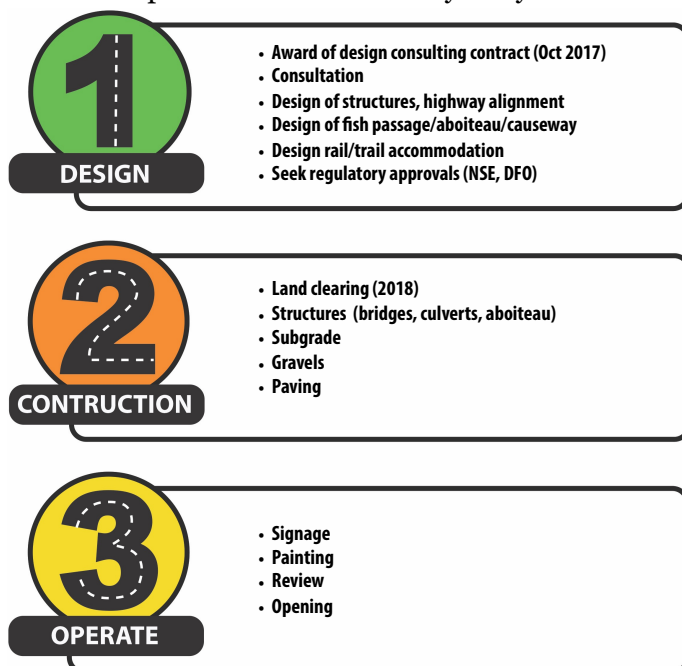 1
• Award of design consulting contract (Oct 2017)
• Consultation
• Design of structures, highway alignment
• Design of fish passage/aboiteau/causeway
• Design rail/trail accommodation
• Seek regulatory approvals (NSE, DFO)
DESIGN
2
• Land clearing (2018)
• Structures (bridges, culverts, aboiteau)
• Subgrade
• Gravels
• Paving
CONTRUCTION
3
• Signage
• Painting
• Review
• Opening
OPERATE